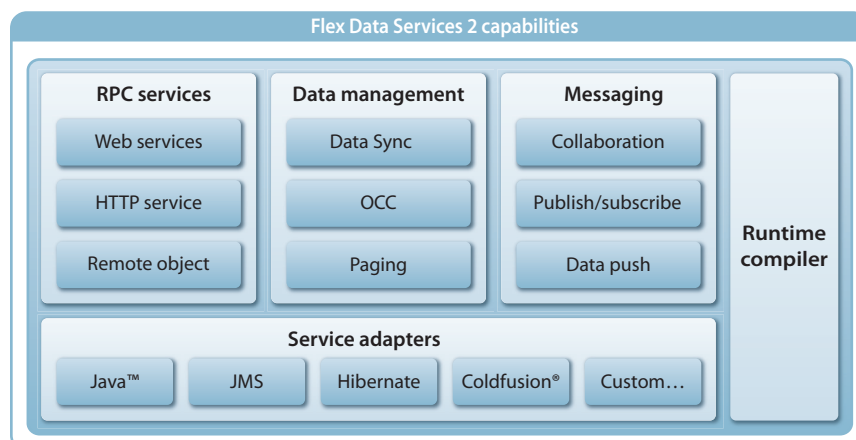 Flex Data Services 2 capabilities
RPC services
Web services
HTTP service
Remote object
Data management
Data Sync
OCC
Paging
Messaging
Collaboration
Publish/subscribe
Data push
Runtime
compiler
Service adapters
Java™
JMS
Hibernate
Coldfusion®
Custom…